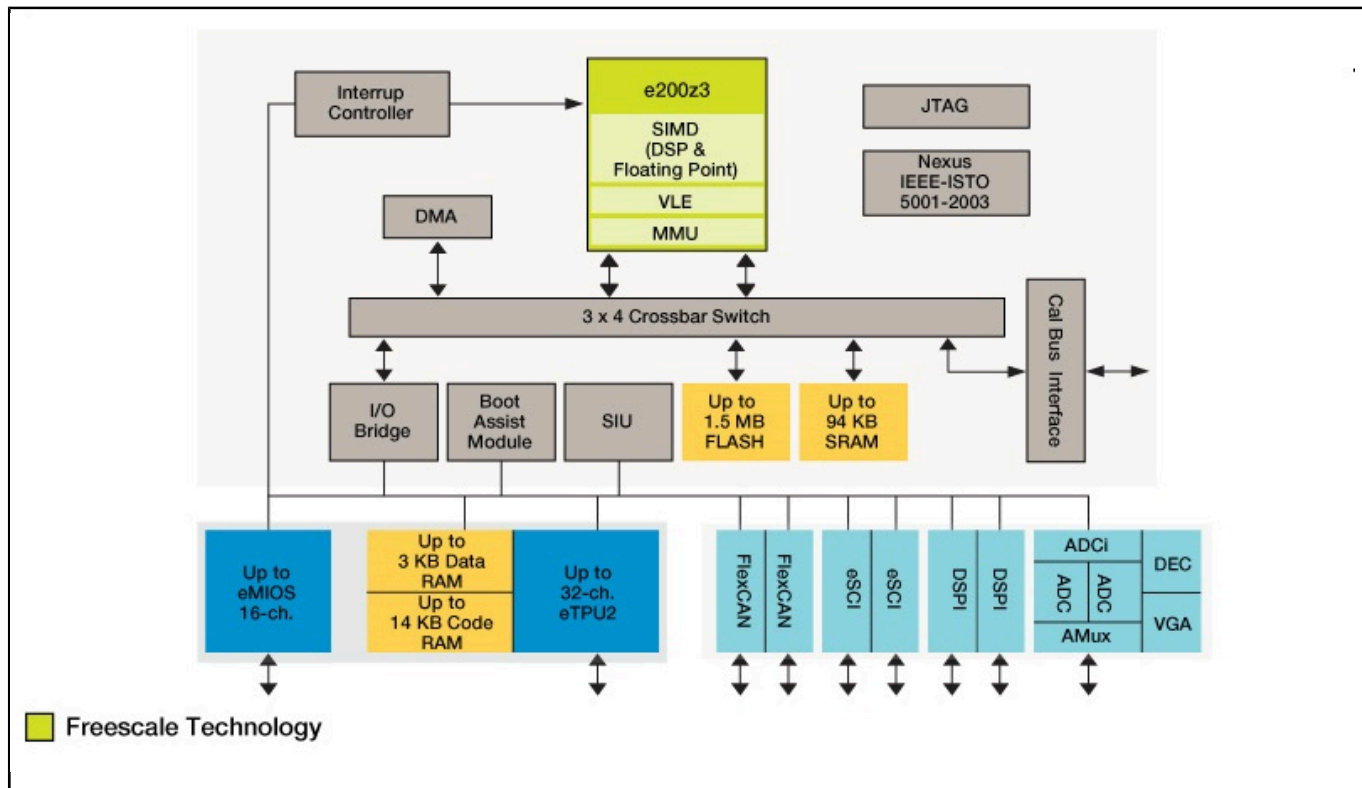 Interrup
Controller
e200z3
SIMD
(DSP &
Floating Point)
VLE
MMU
JTAG
Nexus
IEEE-ISTO
5001-2003
DMA
3 x 4 Crossbar Switch
Cal Bus Interface
I/O
Bridge
Boot
Assist
Module
SIU
Up to
1.5 MB
FLASH
Up to
94 KB
SRAM
Up to
eMIOS
16-ch.
Up to
3 KB Data
RAM
Up to
14 KB Code
RAM
Up to
32-ch.
eTPU2
FlexCAN
FlexCAN
eSCI
eSCI
DSPI
DSPI
ADCi
ADC
ADC
AMux
DEC
VGA
Freescale Technology